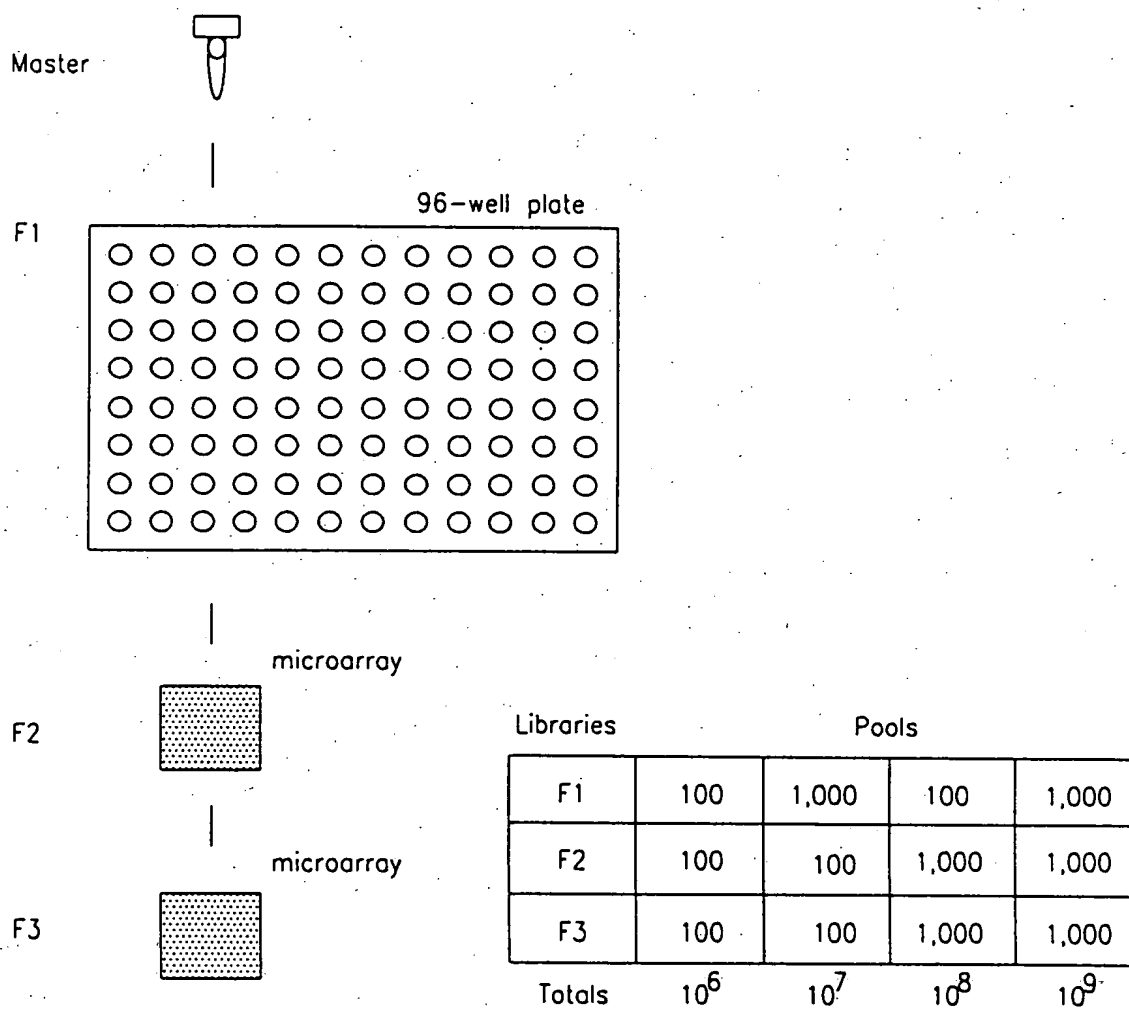 Master
96-well plate
F1
microarray
F2
microarray
F3
Libraries Pools
F1 100 1,000 100 1,000
F2 100 100 1,000 1,000
F3 100 100 1,000 1,000
Totals 10^6 10^7 10^8 10^9